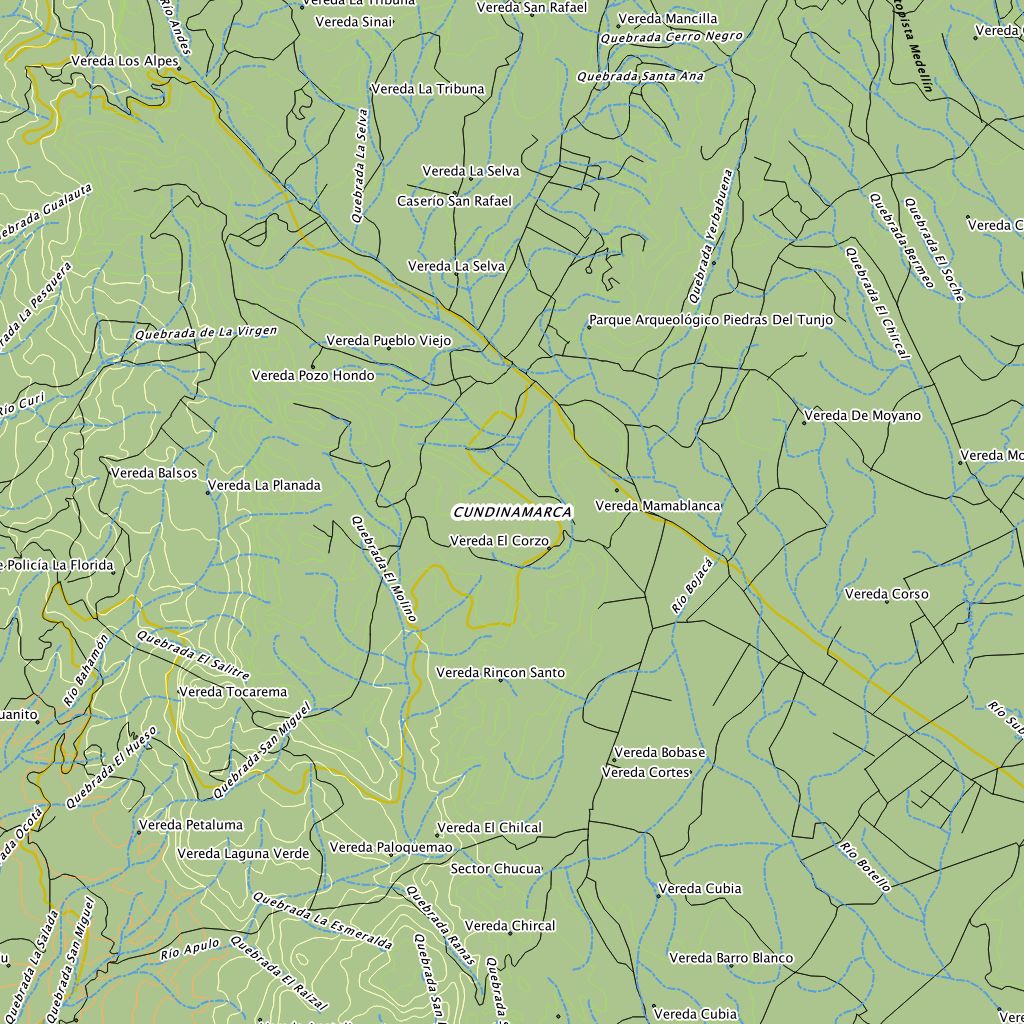 Vereda La Tribuna
Vereda San Rafael
Río Andes
Vereda Sinai
Vereda Mancilla
Quebrada Cerro Negro
Vereda Los Alpes
Quebrada Santa Ana
Vereda La Tribuna
Quebrada La Selva
Vereda La Selva
Caserío San Rafael
Quebrada Yerbabuena
Quebrada Bermeo
Quebrada El Soche
Vereda La Selva
Quebrada El Chircal
Parque Arqueológico Piedras Del Tunjo
Quebrada de La Virgen
Vereda Pueblo Viejo
Vereda Pozo Hondo
Río Curi
Vereda De Moyano
Vereda Balsos
Vereda La Planada
CUNDINAMARCA
Vereda Mamablanca
Vereda El Corzo
Quebrada El Molino
Policía La Florida
Río Bojacá
Vereda Corso
Quebrada El Salitre
Río Bahamón
Vereda Rincon Santo
Vereda Tocarema
Quebrada San Miguel
Quebrada El Hueso
Vereda Bobase
Vereda Cortes
Vereda Petaluma
Vereda El Chilcal
Vereda Laguna Verde
Vereda Paloquemao
Sector Chucua
Río Botello
Vereda Cubia
Quebrada La Esmeralda
Quebrada Ranas
Vereda Chircal
Río Apulo
Quebrada El Raizal
Quebrada La Salada
Quebrada San Miguel
Vereda Barro Blanco
Vereda Cubia